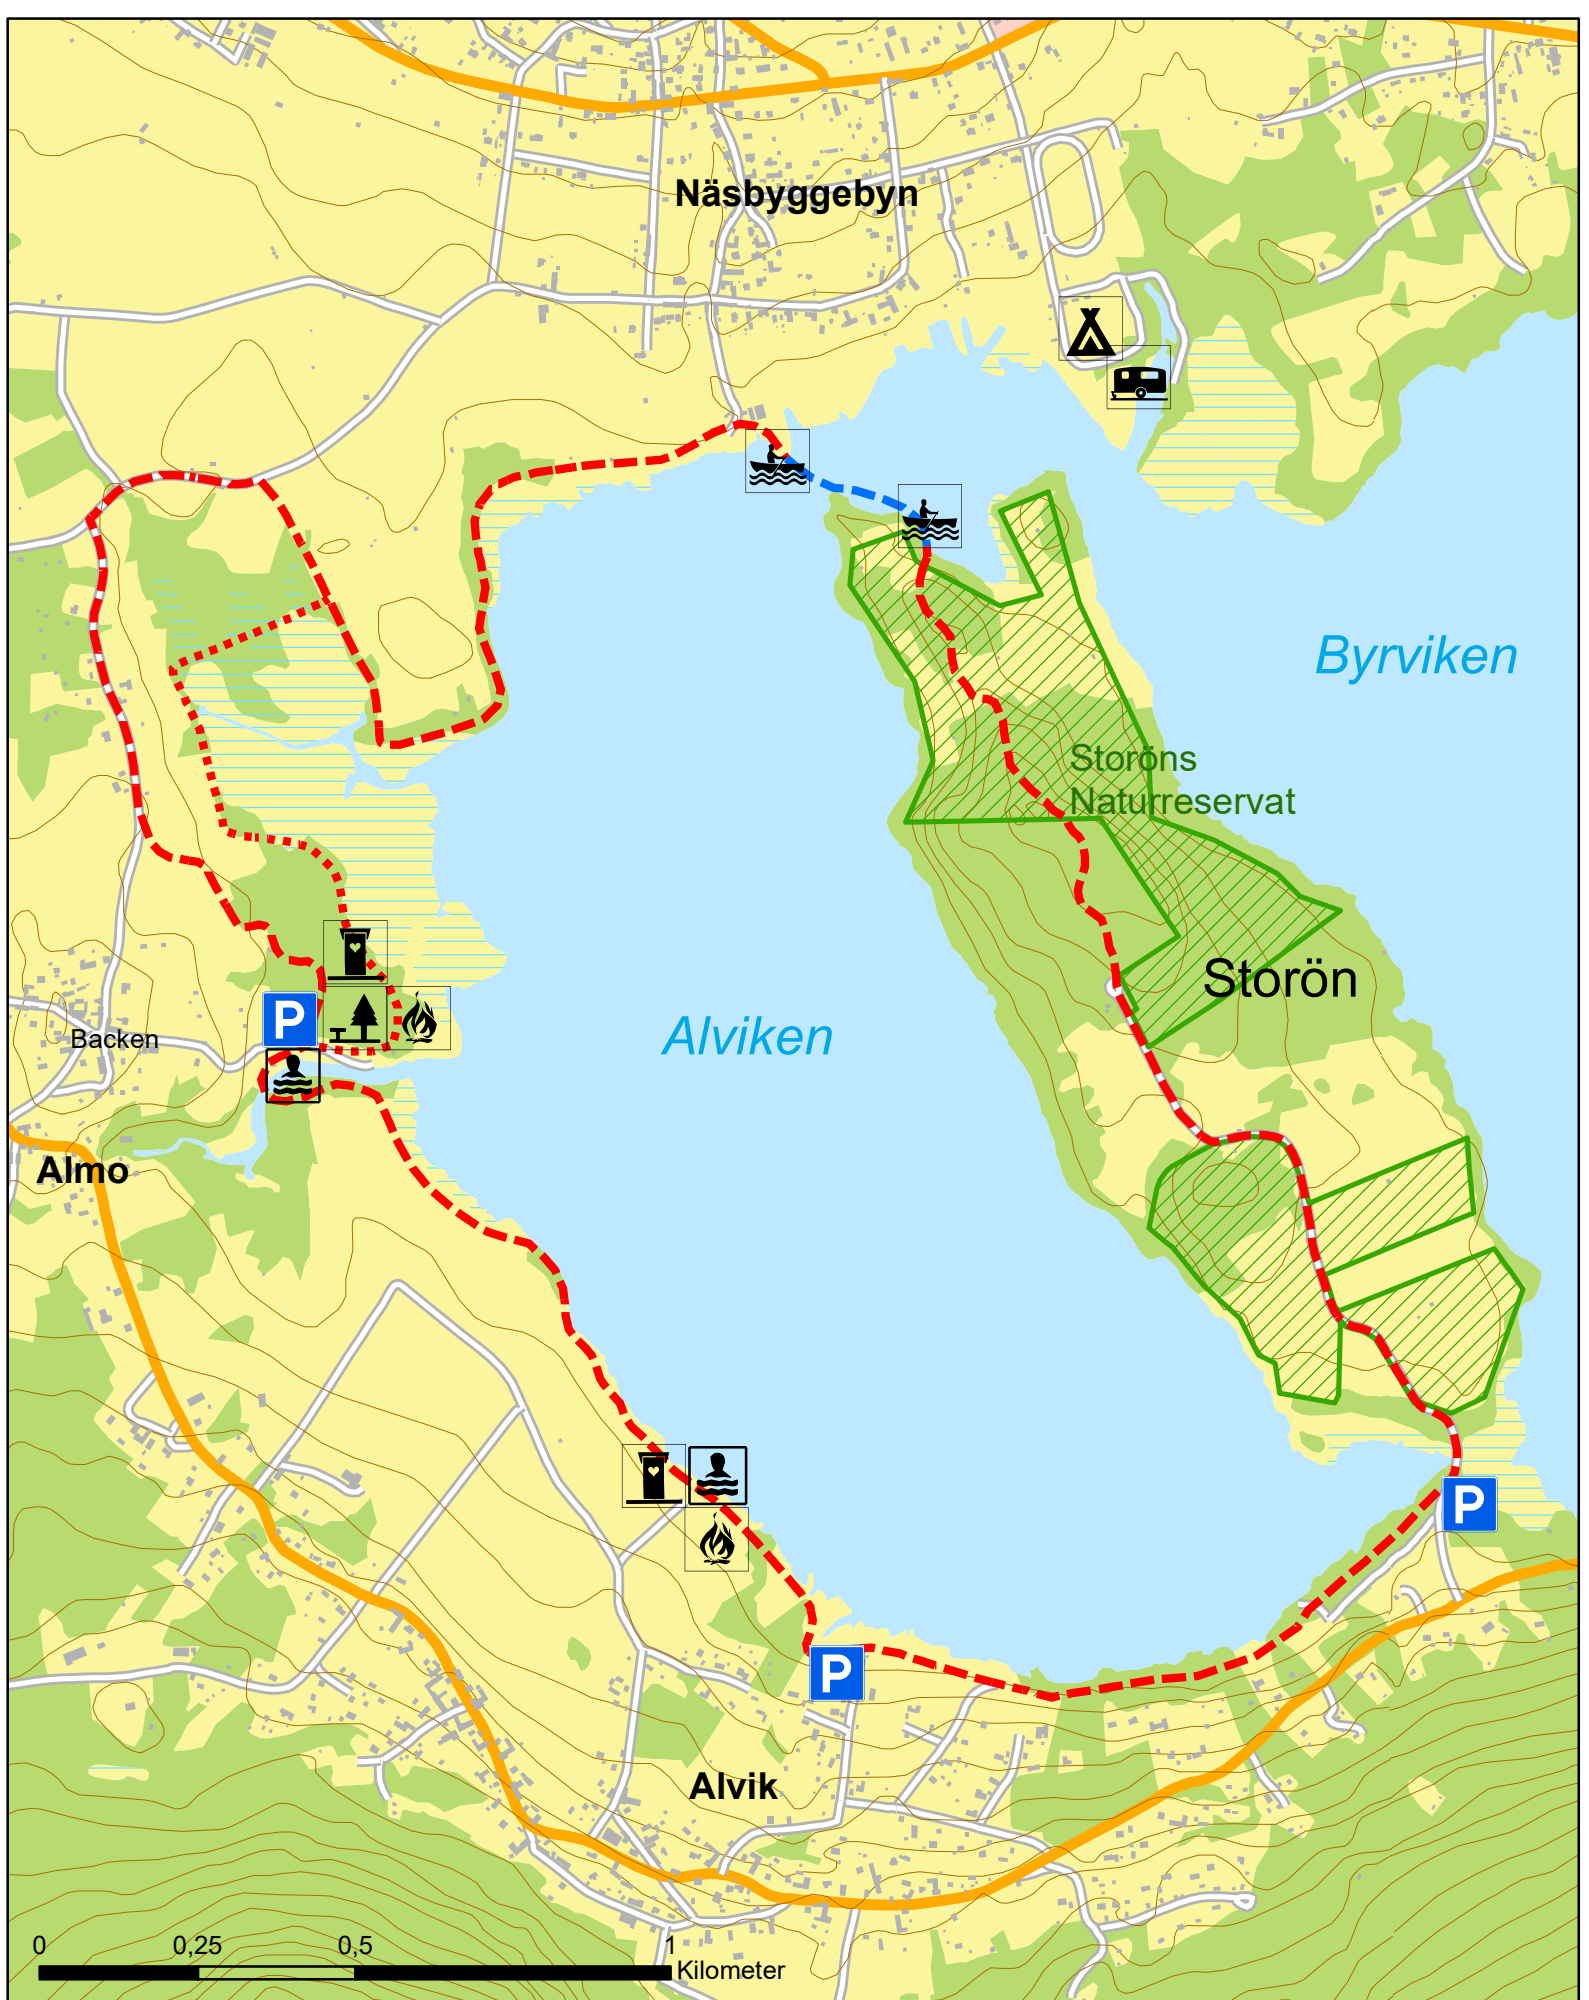 Näsbyggebyn
Byrviken
Storöns
Naturreservat
Storön
P
Alviken
Backen
Almo
P
P
Alvik
0 0,25 0,5 1
Kilometer